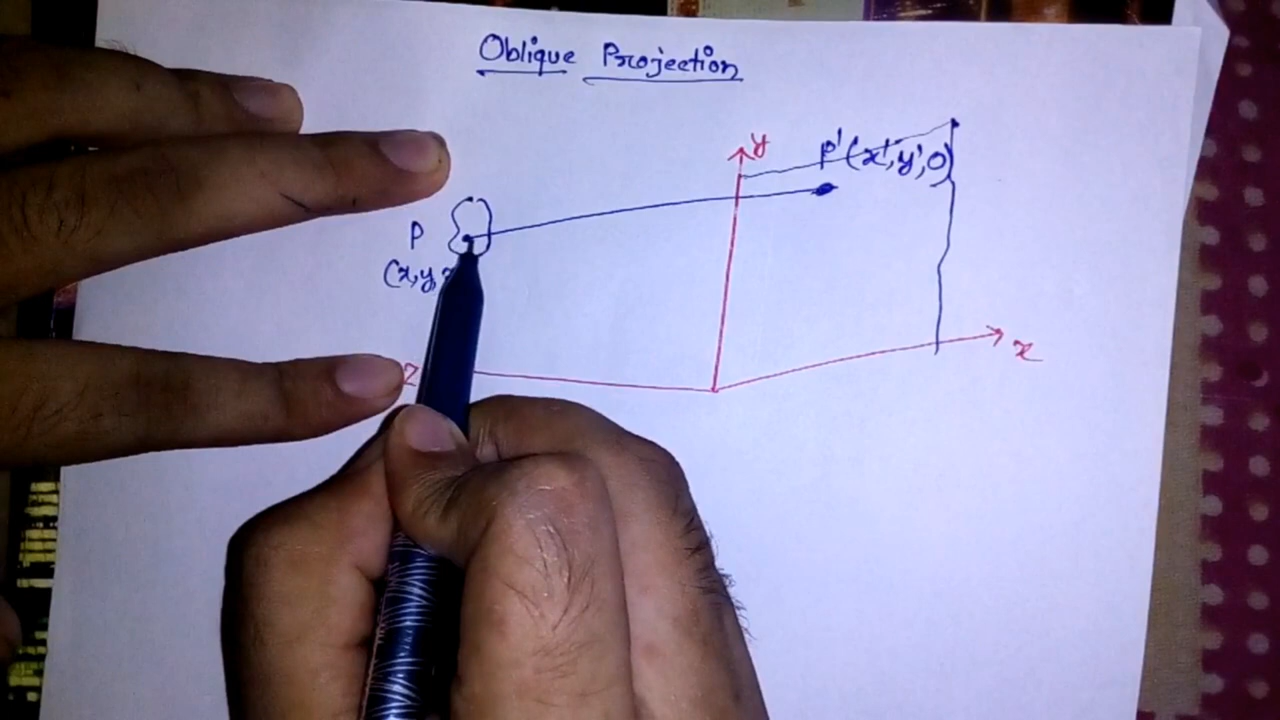 Oblique Projection
y
P'(x',y',0)
P
(x,y,
z
x